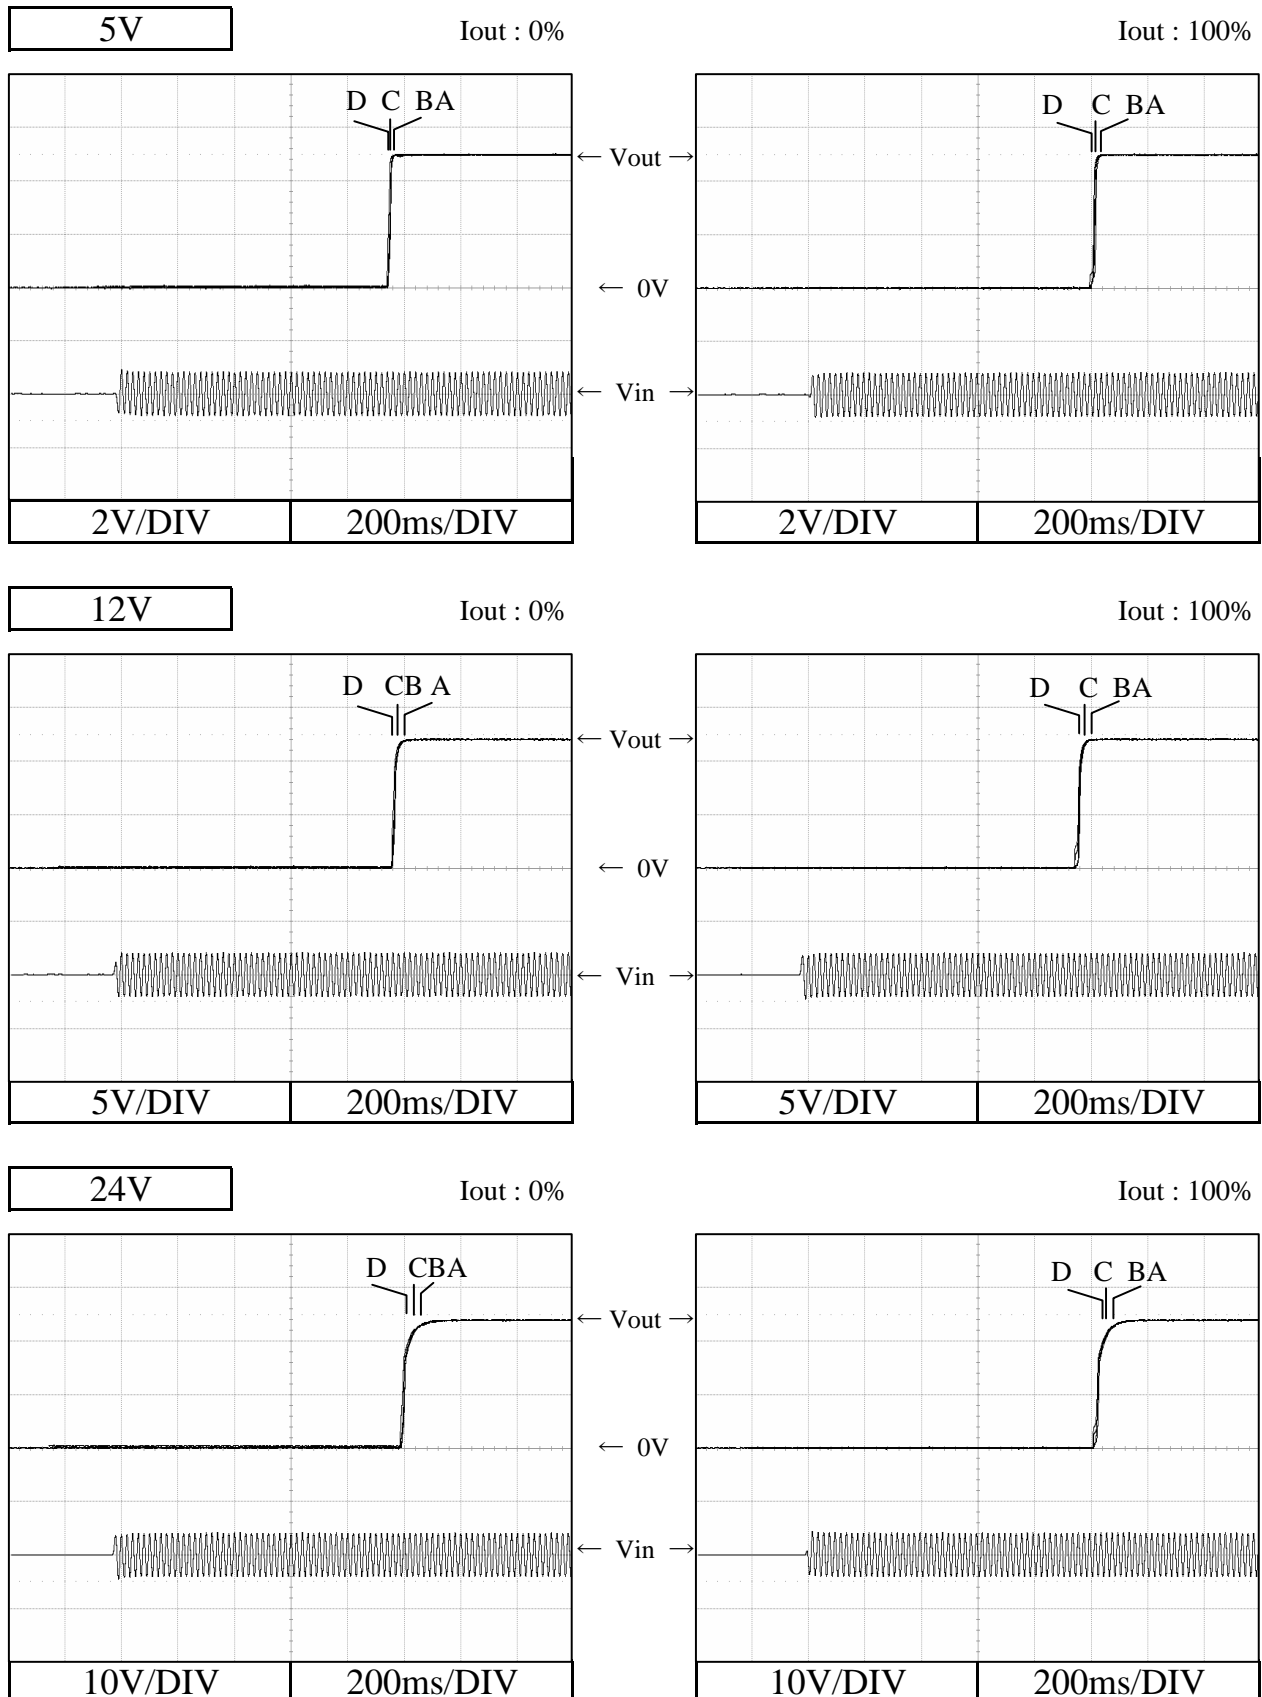 5V Iout : 0% Iout : 100%
D C BA D C BA
← Vout →
← 0V
← Vin →
2V/DIV 200ms/DIV 2V/DIV 200ms/DIV
12V Iout : 0% Iout : 100%
D CB A D C BA
← Vout →
← 0V
← Vin →
5V/DIV 200ms/DIV 5V/DIV 200ms/DIV
24V Iout : 0% Iout : 100%
D CBA D C BA
← Vout →
← 0V
← Vin →
10V/DIV 200ms/DIV 10V/DIV 200ms/DIV